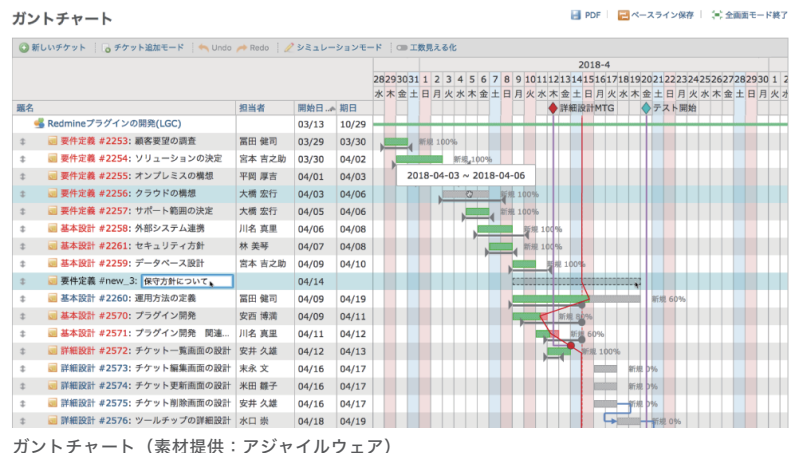 ガントチャート
PDF ベースライン保存 全画面モード終了
新しいチケット チケット追加モード Undo Redo シミュレーションモード 工数見える化
2018-4
28 29 30 31 1 2 3 4 5 6 7 8 9 10 11 12 13 14 15 16 17 18 19 20 21 22 23 24 25 26 27 28 29 30 1 2
水 木 金 土 日 月 火 水 木 金 土 日 月 火 水 木 金 土 日 月 火 水 木 金 土 日 月 火 水 木 金 土 日 月 火 水
題名 担当者 開始日 期日 詳細設計MTG テスト開始
Redmineプラグインの開発(LGC) 03/13 10/29
要件定義 #2253: 顧客要望の調査 冨田 健司 03/29 03/30 新規 100%
要件定義 #2254: ソリューションの決定 宮本 吉之助 03/30 04/02 新規 100%
要件定義 #2255: オンプレミスの構想 平岡 厚吉 04/01 04/03 2018-04-03 ~ 2018-04-06
要件定義 #2256: クラウドの構想 大橋 宏行 04/03 04/06 新規 100%
要件定義 #2257: サポート範囲の決定 大橋 宏行 04/05 04/06 新規 100%
基本設計 #2258: 外部システム連携 川名 真里 04/06 04/08 新規 100%
基本設計 #2261: セキュリティ方針 林 美琴 04/07 04/08 新規 100%
基本設計 #2259: データベース設計 宮本 吉之助 04/09 04/10 新規 100%
要件定義 #new_3: 保守方針について 04/14
基本設計 #2260: 運用方法の定義 冨田 健司 04/09 04/19 新規 60%
基本設計 #2570: プラグイン開発 安西 博満 04/09 04/11 新規 80%
基本設計 #2571: プラグイン開発 関連... 川名 真里 04/11 04/12 新規 60%
詳細設計 #2572: チケット一覧画面の設計 安井 久雄 04/12 04/13 新規 100%
詳細設計 #2573: チケット編集画面の設計 末永 文 04/16 04/17 新規 0%
詳細設計 #2574: チケット更新画面の設計 米田 雛子 04/16 04/17 新規 0%
詳細設計 #2575: チケット削除画面の設計 安井 久雄 04/16 04/17 新規 0%
詳細設計 #2576: ツールチップの詳細設計 水口 崇 04/18 04/19 新規 0%
ガントチャート（素材提供：アジャイルウェア）